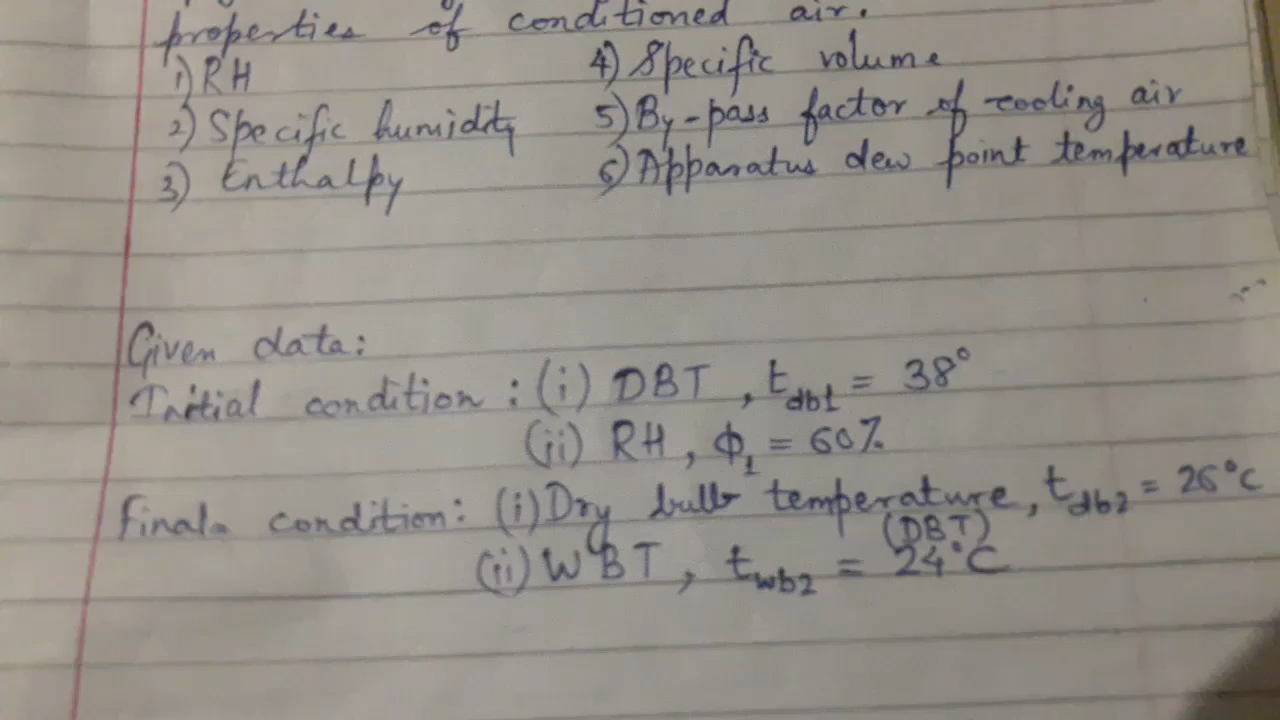 properties of conditioned air.
1) RH
2) Specific humidity
3) Enthalpy
4) Specific volume
5) By-pass factor of cooling air
6) Apparatus dew point temperature
Given data:
Initial condition : (i) DBT , tdb1 = 38°
(ii) RH , ϕ1 = 60%
Final condition: (i) Dry bulb temperature, tdb2 = 26°C
(DBT)
(ii) WBT , twb2 = 24°C